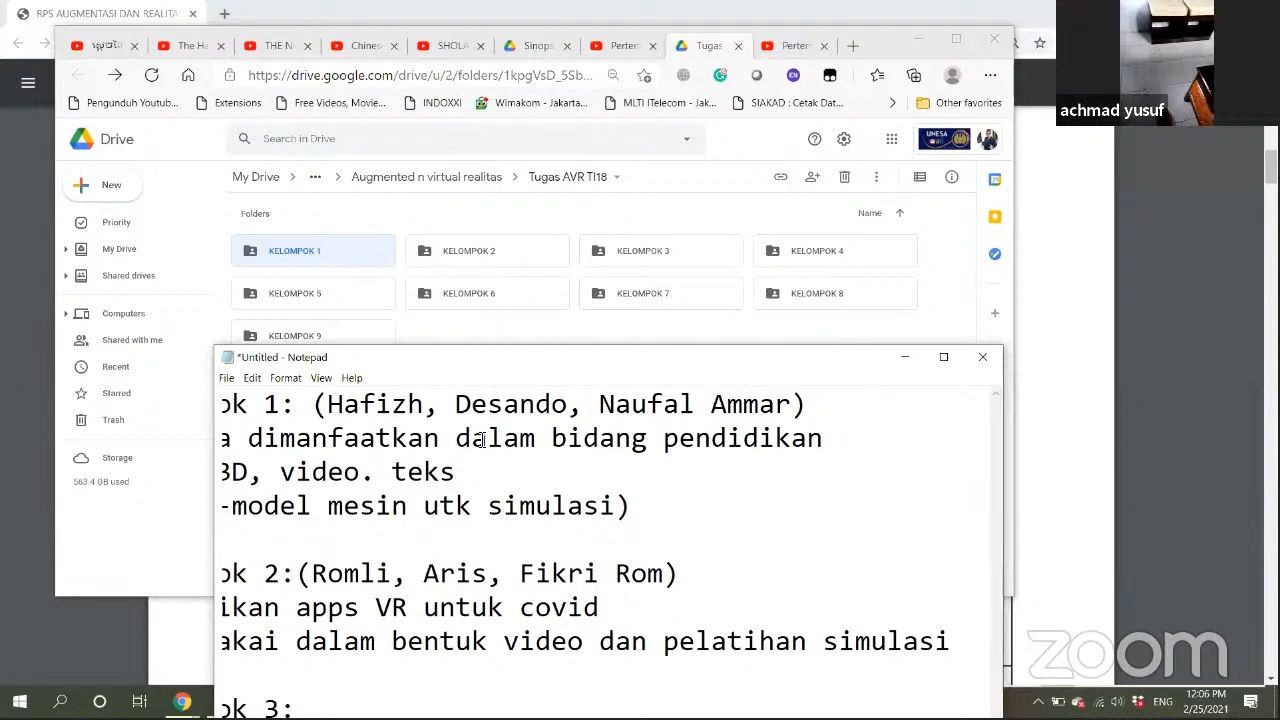 RPS AUGMENTASI DAN REALITA
The Ha
THE N
Chine
Sinop
Perten
Tugas
Perten
https://drive.google.com/drive/u/2/folders/1kpgVsD_5Sb...
Pengunduh Youtub...
Extensions
Free Videos, Movie...
INDOXXI
Wimakom - Jakarta...
MLTI ITelecom - Jak...
SIAKAD : Cetak Dat...
Other favorites
achmad yusuf
Drive
Search in Drive
UNESA
New
My Drive
Augmented n virtual realitas
Tugas AVR TI18
Priority
My Drive
Shared drives
Computers
Shared with me
Recent
Starred
Trash
Storage
563.4 GB used
Folders
Name
KELOMPOK 1
KELOMPOK 2
KELOMPOK 3
KELOMPOK 4
KELOMPOK 5
KELOMPOK 6
KELOMPOK 7
KELOMPOK 8
KELOMPOK 9
*Untitled - Notepad
File Edit Format View Help
ok 1: (Hafizh, Desando, Naufal Ammar)
a dimanfaatkan dalam bidang pendidikan
3D, video. teks
-model mesin utk simulasi)
ok 2:(Romli, Aris, Fikri Rom)
ikan apps VR untuk covid
akai dalam bentuk video dan pelatihan simulasi
ok 3:
zoom
ENG
12:06 PM
2/25/2021